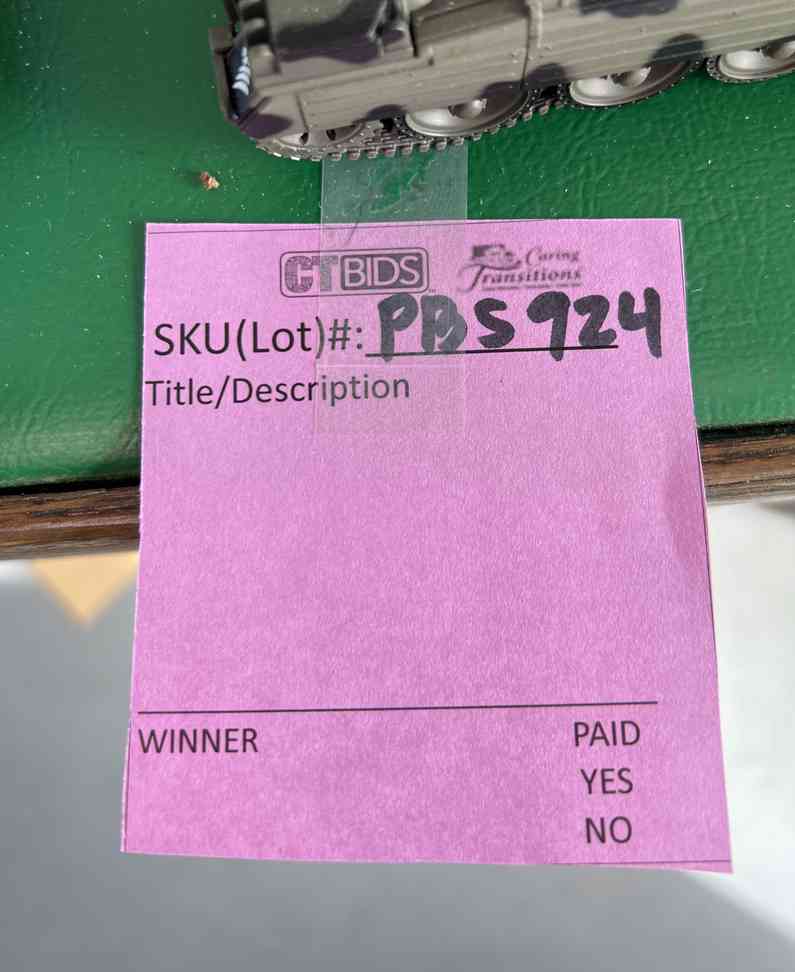 CTBIDS Caring
Transitions
SKU(Lot)#: PBS924
Title/Description
WINNER PAID
YES
NO